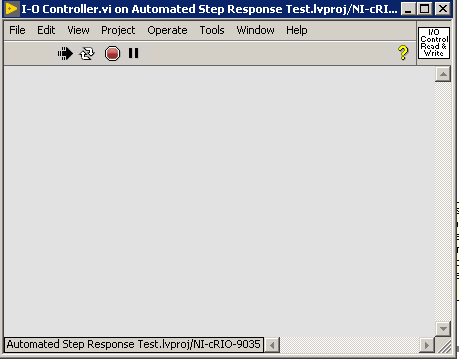 I-O Controller.vi on Automated Step Response Test.lvproj/NI-cRI...
File Edit View Project Operate Tools Window Help
?
I/O
Control
Read &
Write
Automated Step Response Test.lvproj/NI-cRIO-9035